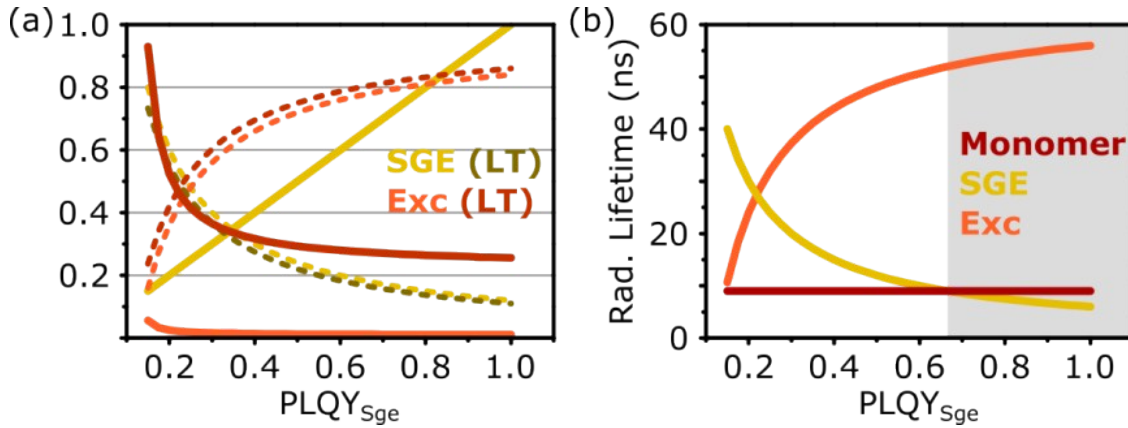 (a)
1.0
0.8
0.6
0.4
0.2
SGE (LT)
Exc (LT)
0.2 0.4 0.6 0.8 1.0
PLQYSge
(b)
Rad. Lifetime (ns)
60
40
20
0
Monomer
SGE
Exc
0.2 0.4 0.6 0.8 1.0
PLQYSge